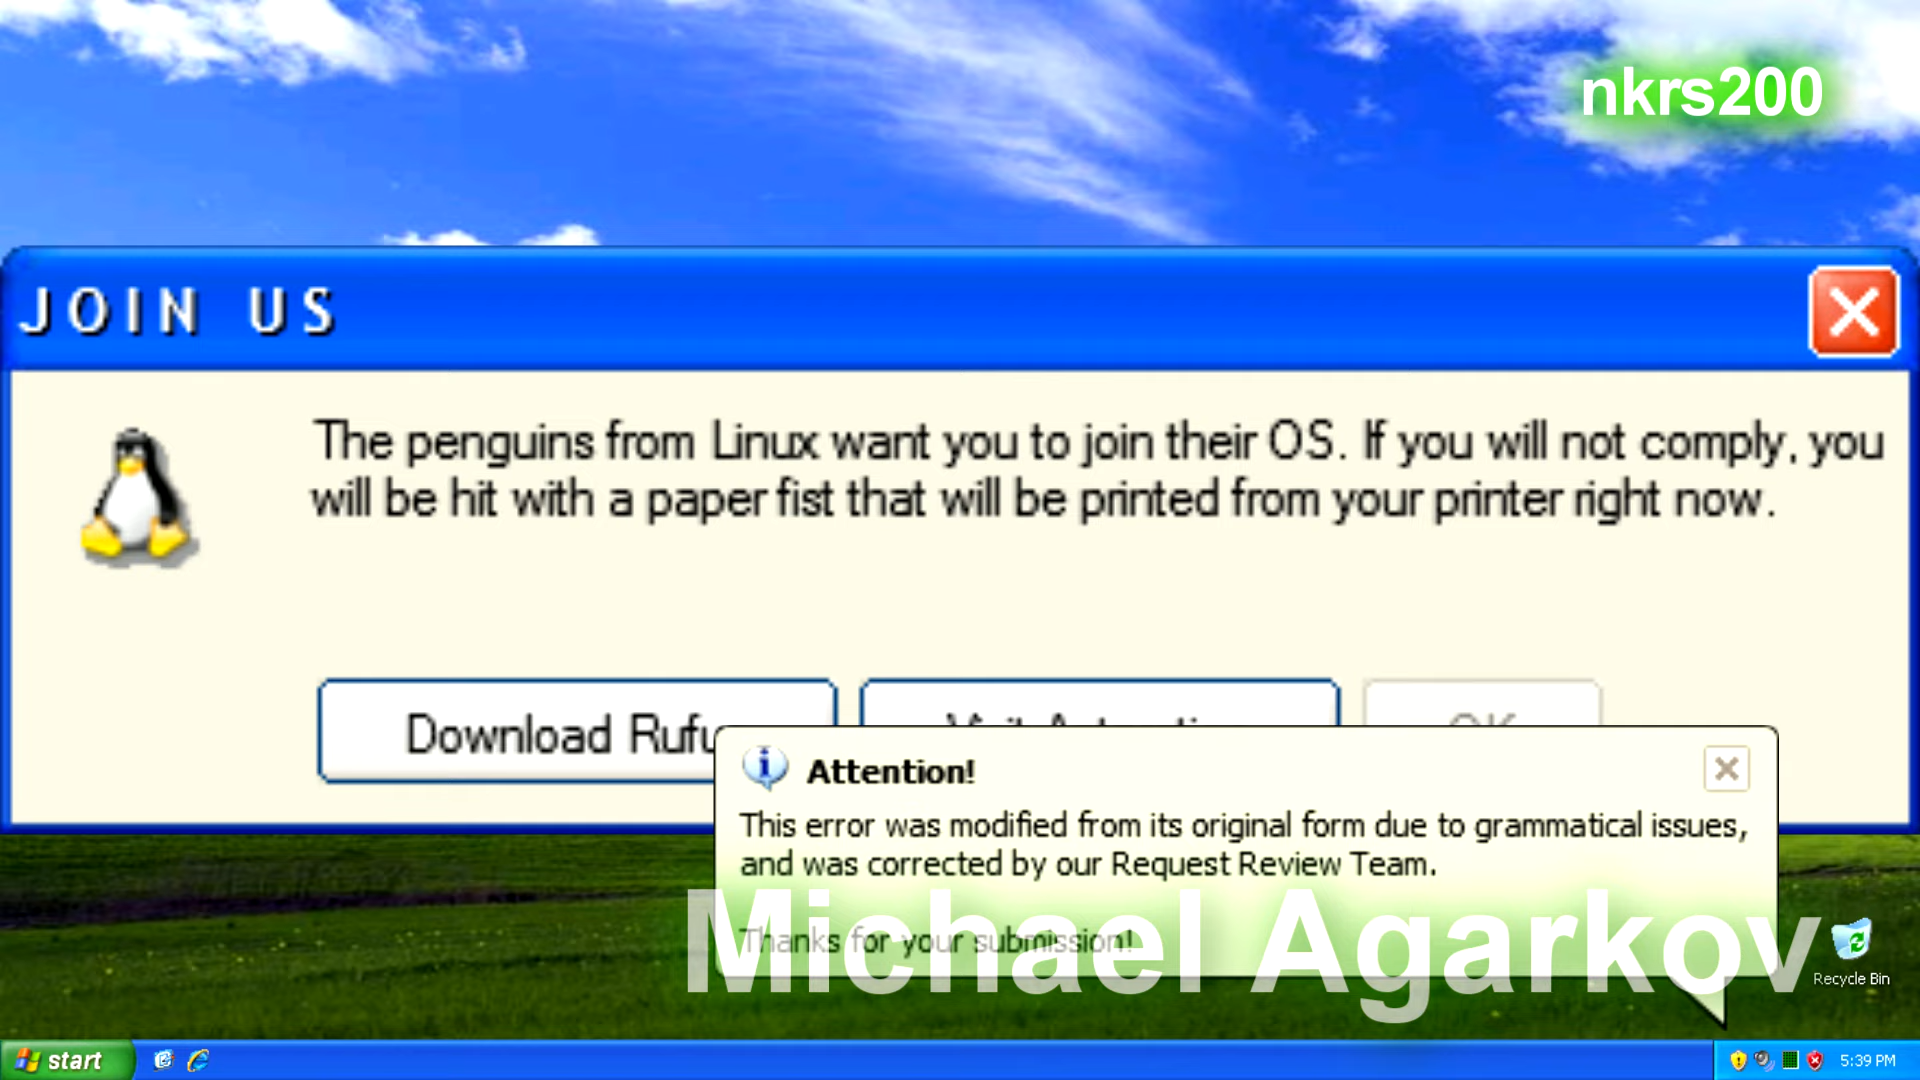 nkrs200
JOIN US
The penguins from Linux want you to join their OS. If you will not comply, you
will be hit with a paper fist that will be printed from your printer right now.
Download
OK
Attention!
This error was modified from its original form due to grammatical issues,
and was corrected by our Request Review Team.
Thanks for your submission!
Michael Agarkov
Recycle Bin
start
5:39 PM